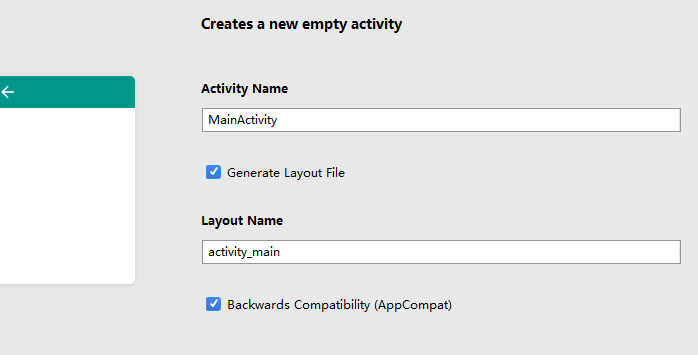 Creates a new empty activity
Activity Name
MainActivity
Generate Layout File
Layout Name
activity_main
Backwards Compatibility (AppCompat)